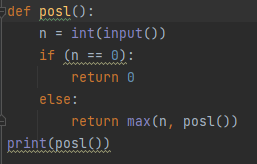 def posl():
    n = int(input())
    if (n == 0):
        return 0
    else:
        return max(n, posl())
print(posl())